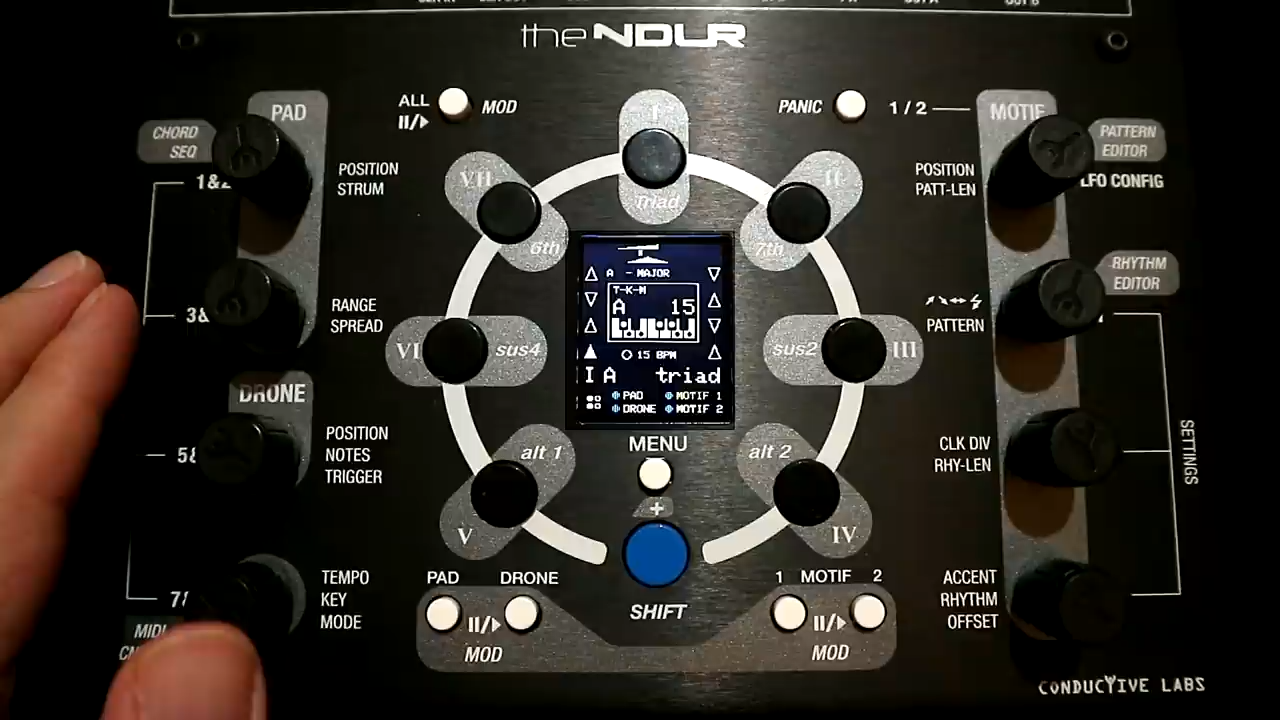 the NDLR
PAD
ALL
MOD
PANIC
1 / 2
MOTIF
CHORD
SEQ
I
PATTERN
EDITOR
POSITION
STRUM
VII
II
POSITION
PATT-LEN
LFO CONFIG
Triad
6th
7th
A - MAJOR
T-K-M
A 15
15 BPM
I A triad
PAD
MOTIF 1
DRONE
MOTIF 2
RHYTHM
EDITOR
RANGE
SPREAD
PATTERN
VI
sus4
sus2
III
DRONE
POSITION
NOTES
TRIGGER
alt 1
MENU
alt 2
CLK DIV
RHY-LEN
SETTINGS
+
V
IV
TEMPO
KEY
MODE
PAD
DRONE
1 MOTIF 2
ACCENT
RHYTHM
OFFSET
SHIFT
MOD
MOD
CONDUCTIVE LABS